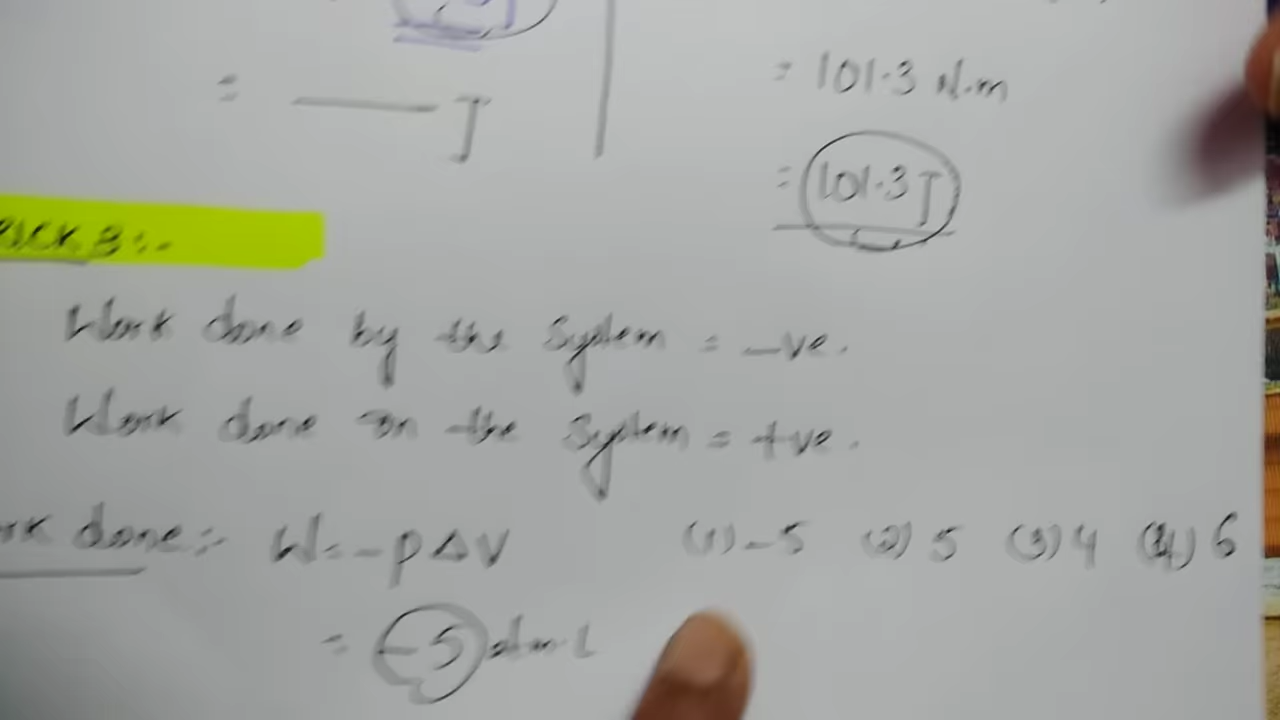 = ___ J
= 101.3 N.m
= 101.3 J
Work done by the System = -ve.
Work done on the System = +ve.
done:- W = -PΔV (1) -5 (2) 5 (3) 4 (4) 6
= -5 atm.L